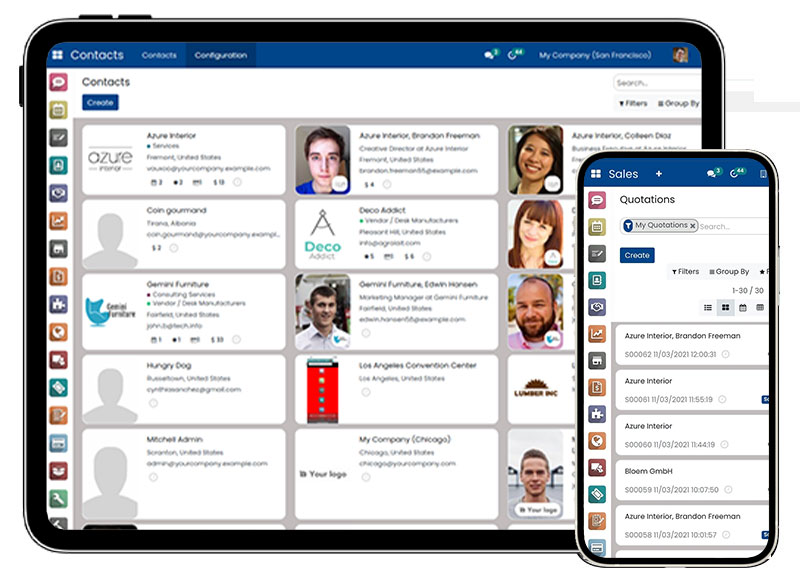 Contacts Contacts Configuration 3 44 My Company (San Francisco)
Contacts
Search...
Create
Filters Group By
azure
interior
Azure Interior
Services
Fremont, United States
vauxoo@yourcompany.example.com
3 2 $ 13
Azure Interior, Brandon Freeman
Creative Director at Azure Interior
Fremont, United States
brandon.freeman55@example.com
$ 4
Azure Interior, Colleen Diaz
Business Executive at Azure Interior
Coin gourmand
Tirana, Albania
coin.gourmand@yourcompany.exampl...
$ 2
Deco
Addict
Deco Addict
Vendor / Desk Manufacturers
Pleasant Hill, United States
info@agrolait.com
5 $ 6
Gemini
Furniture
Gemini Furniture
Consulting Services
Vendor / Desk Manufacturers
Fairfield, United States
john.b@tech.info
1 1 $ 33
Gemini Furniture, Edwin Hansen
Marketing Manager at Gemini Furniture
Fairfield, United States
edwin.hansen55@example.com
Hungry Dog
Russeltown, United States
cynthiasanchez@gmail.com
Los Angeles Convention Center
Los Angeles, United States
LUMBER INC
Mitchell Admin
Scranton, United States
admin@yourcompany.example.com
Your logo
My Company (Chicago)
Chicago, United States
chicago@yourcompany.com
Your logo
Sales + 3 44
Quotations
My Quotations x Search...
Create
Filters Group By F
1-30 / 30
Azure Interior, Brandon Freeman
S00062 11/03/2021 12:00:31
Azure Interior
S00061 11/03/2021 11:55:19
Azure Interior
S00060 11/03/2021 11:44:19
Bloem GmbH
S00059 11/03/2021 10:07:50
Azure Interior, Brandon Freeman
S00058 11/03/2021 10:01:57